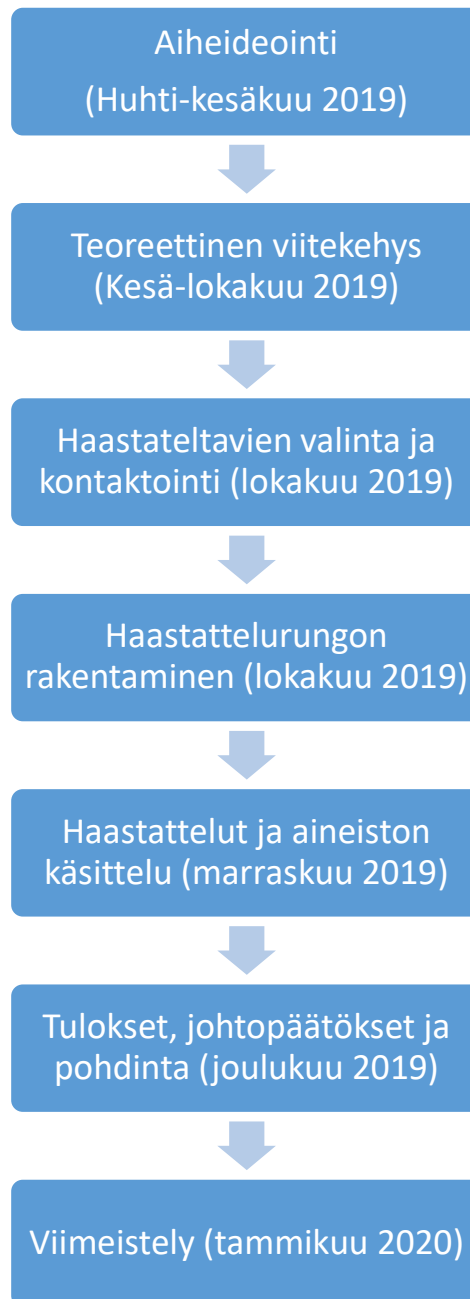 Aiheideointi
(Huhti-kesäkuu 2019)
Teoreettinen viitekehys
(Kesä-lokakuu 2019)
Haastateltavien valinta ja
kontaktointi (lokakuu 2019)
Haastattelurungon
rakentaminen (lokakuu 2019)
Haastattelut ja aineiston
käsittelu (marraskuu 2019)
Tulokset, johtopäätökset ja
pohdinta (joulukuu 2019)
Viimeistely (tammikuu 2020)